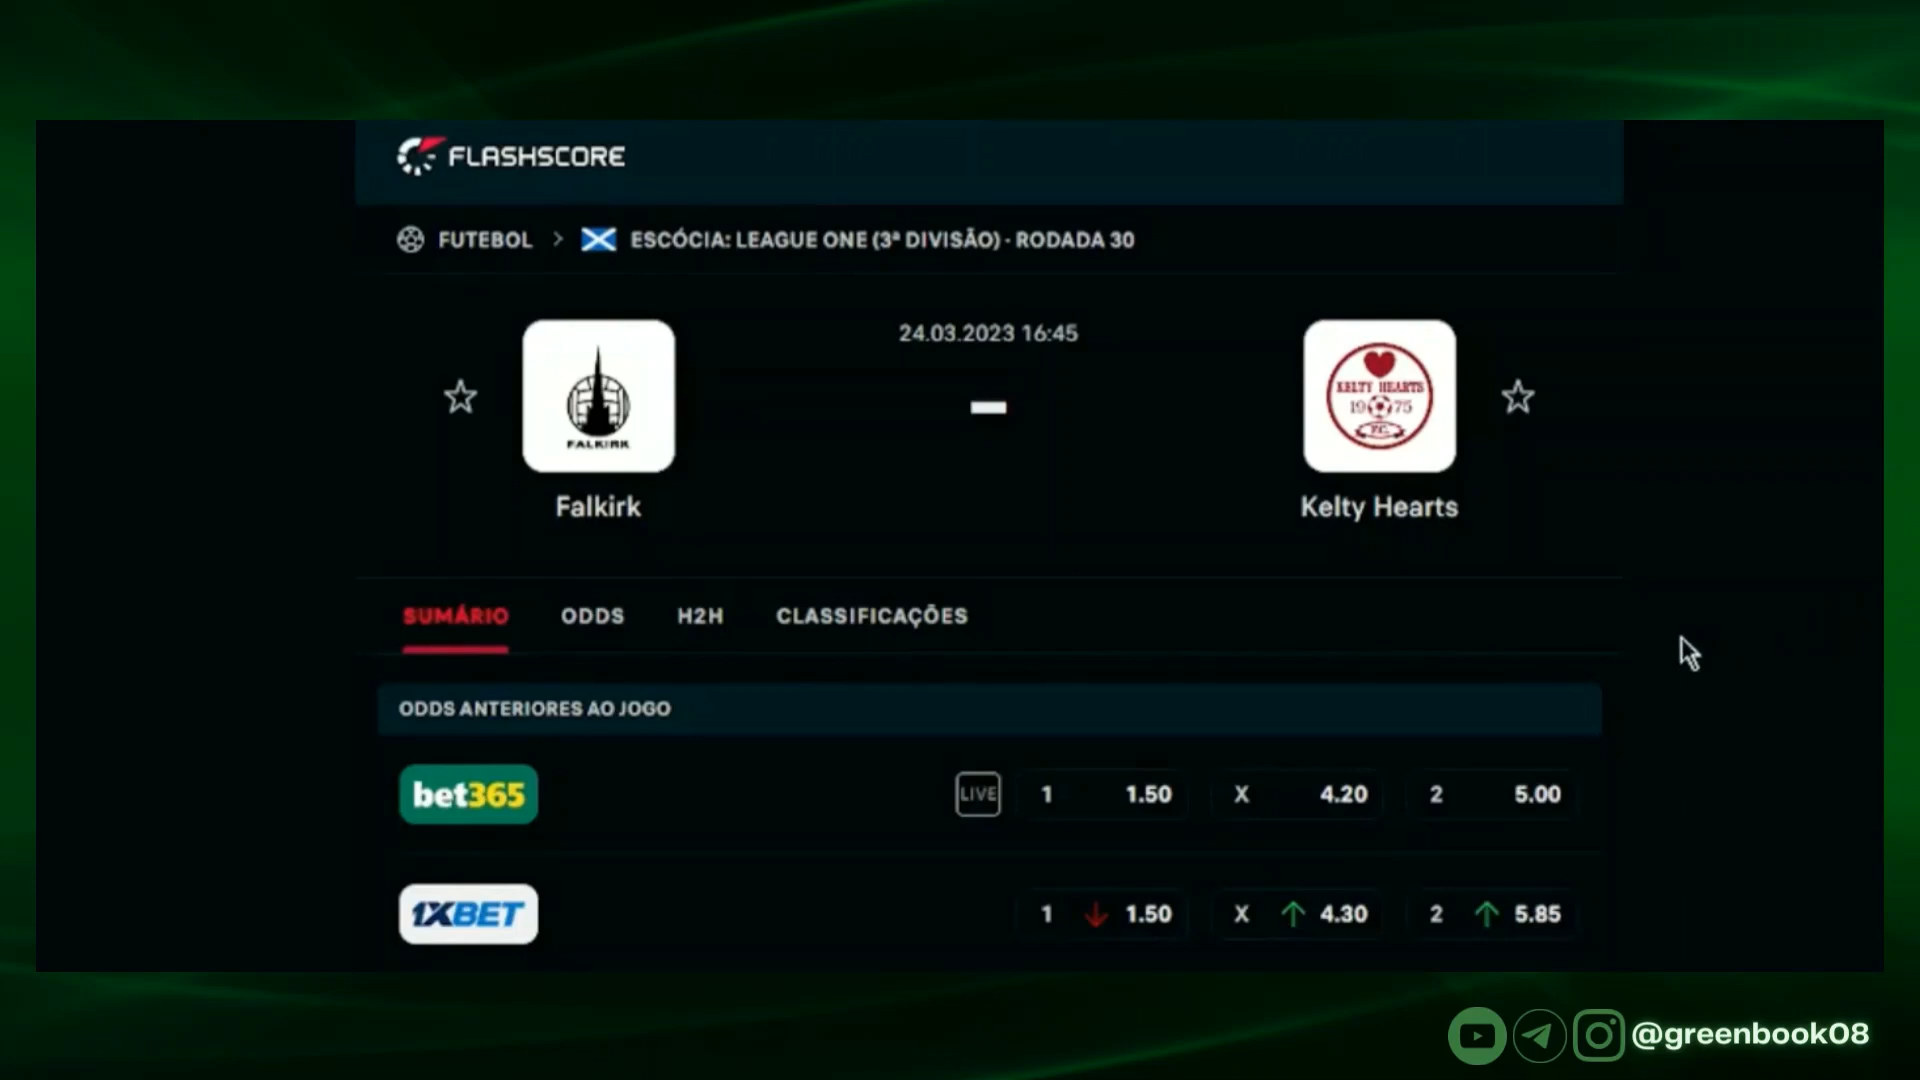 FLASHSCORE
FUTEBOL > ESCÓCIA: LEAGUE ONE (3ª DIVISÃO) - RODADA 30
24.03.2023 16:45
FALKIRK
KELTY HEARTS
1975
F.C.
-
Falkirk
Kelty Hearts
SUMÁRIO ODDS H2H CLASSIFICAÇÕES
ODDS ANTERIORES AO JOGO
bet365 LIVE 1 1.50 X 4.20 2 5.00
1XBET 1 1.50 X 4.30 2 5.85
@greenbook08